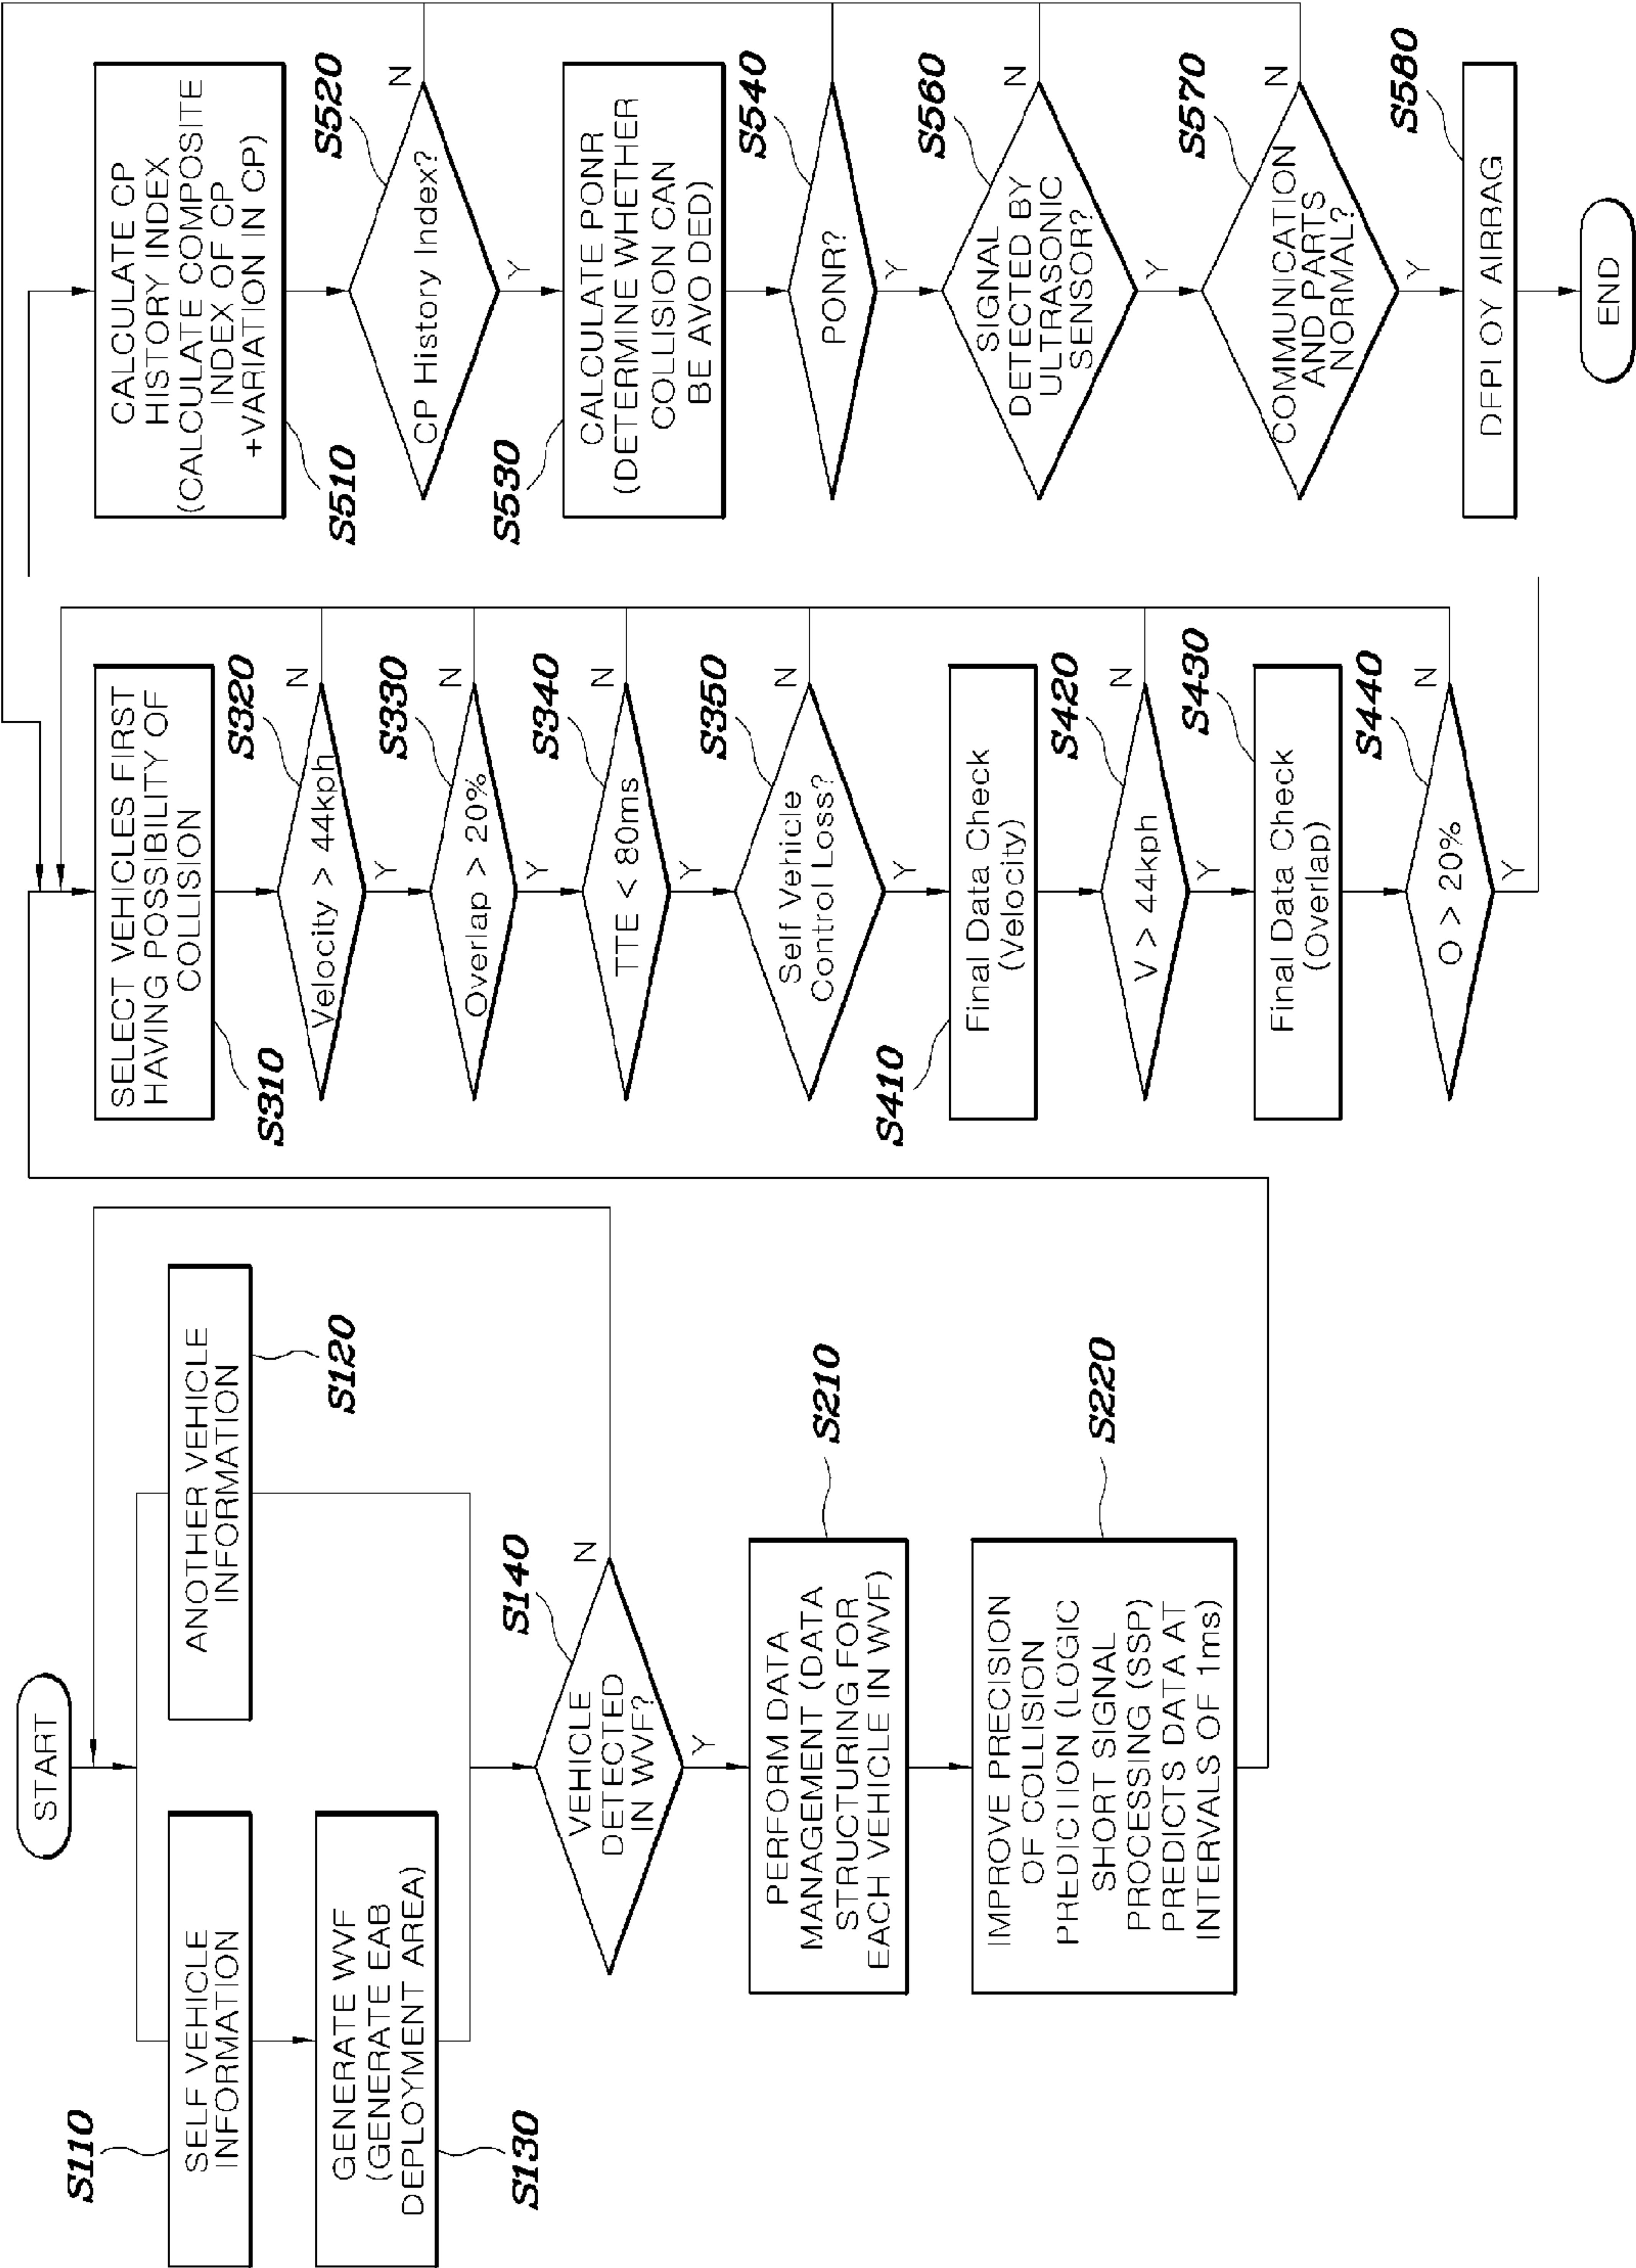 START
S110
SELF VEHICLE
INFORMATION
ANOTHER VEHICLE
INFORMATION
S120
GENERATE WVF
(GENERATE EAB
DEPLOYMENT AREA)
S130
S140
VEHICLE
DETECTED
IN WVF?
N
Y
PERFORM DATA
MANAGEMENT (DATA
STRUCTURING FOR
EACH VEHICLE IN WVF)
S210
IMPROVE PRECISION
OF COLLISION
PREDICTION (LOGIC
SHORT SIGNAL
PROCESSING (SSP)
PREDICTS DATA AT
INTERVALS OF 1ms)
S220
SELECT VEHICLES FIRST
HAVING POSSIBILITY OF
COLLISION
S310
S320
Velocity > 44kph
N
Y
S330
Overlap > 20%
N
Y
S340
TTE < 80ms
N
Y
S350
Self Vehicle
Control Loss?
N
Y
S410
Final Data Check
(Velocity)
S420
V > 44kph
N
Y
S430
Final Data Check
(Overlap)
S440
O > 20%
N
Y
CALCULATE CP
HISTORY INDEX
(CALCULATE COMPOSITE
INDEX OF CP
+VARIATION IN CP)
S510
S520
CP History Index?
N
Y
S530
CALCULATE PONR
(DETERMINE WHETHER
COLLISION CAN
BE AVO DED)
S540
PONR?
Y
S560
SIGNAL
DETECTED BY
ULTRASONIC
SENSOR?
N
Y
S570
COMMUNICATION
AND PARTS
NORMAL?
N
Y
S580
DEPLOY AIRBAG
END